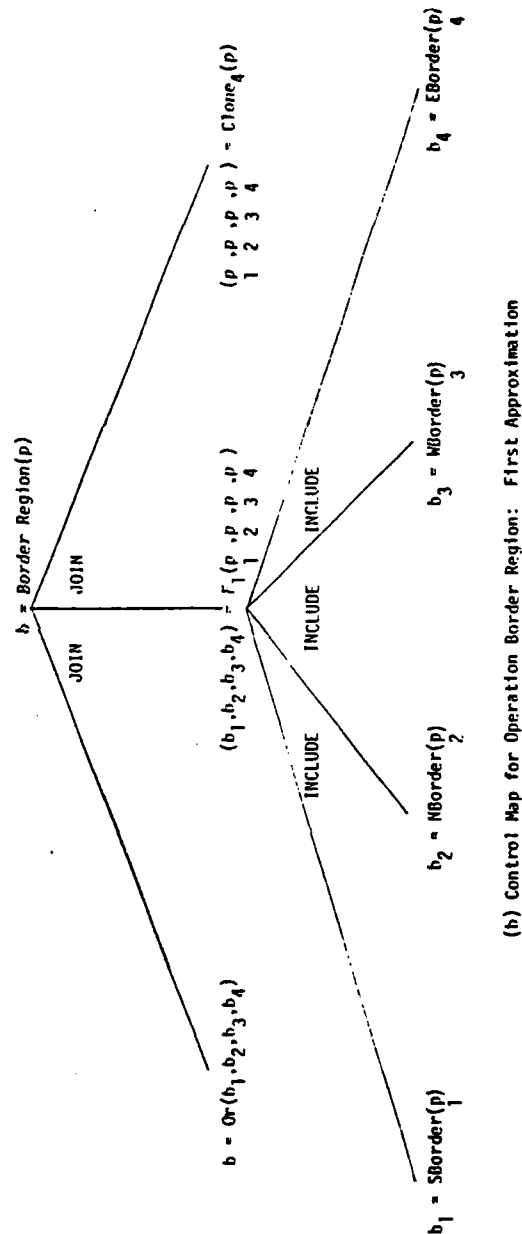 b = Border Region(p)
JOIN JOIN
b = Or(b₁,b₂,b₃,b₄)
(b₁,b₂,b₃,b₄) = F₁(p₁,p₂,p₃,p₄)
(p₁,p₂,p₃,p₄) = Clone₄(p)
INCLUDE INCLUDE INCLUDE
b₁ = SBorder(p₁)
b₂ = NBorder(p₂)
b₃ = WBorder(p₃)
b₄ = EBorder(p₄)
(b) Control Map for Operation Border Region: First Approximation